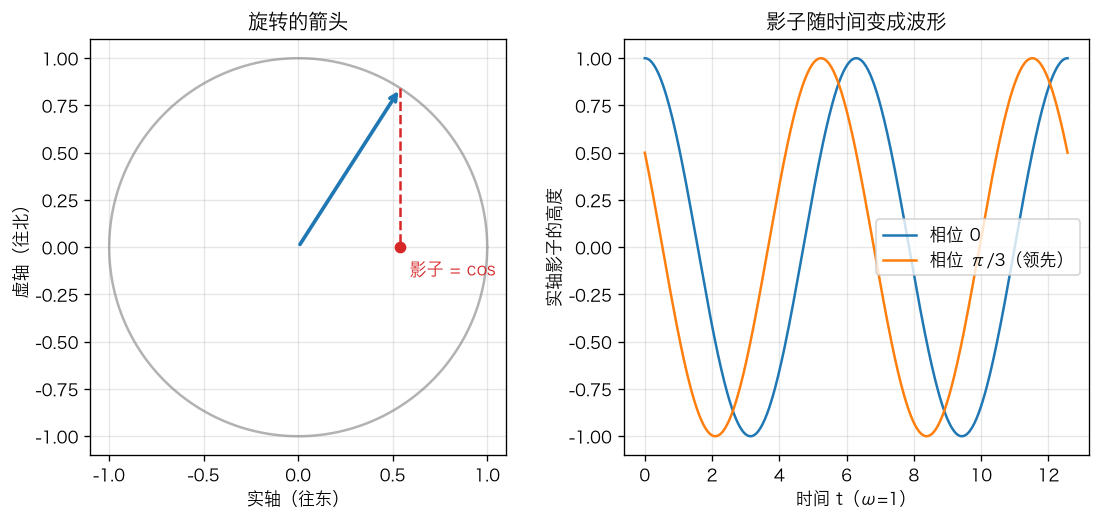 旋转的箭头
1.00
0.75
0.50
0.25
0.00
-0.25
-0.50
-0.75
-1.00
虚轴（往北）
影子 = cos
-1.0 -0.5 0.0 0.5 1.0
实轴（往东）
影子随时间变成波形
1.00
0.75
0.50
0.25
0.00
-0.25
-0.50
-0.75
-1.00
实轴影子的高度
相位 0
相位 π/3（领先）
0 2 4 6 8 10 12
时间 t（ω=1）